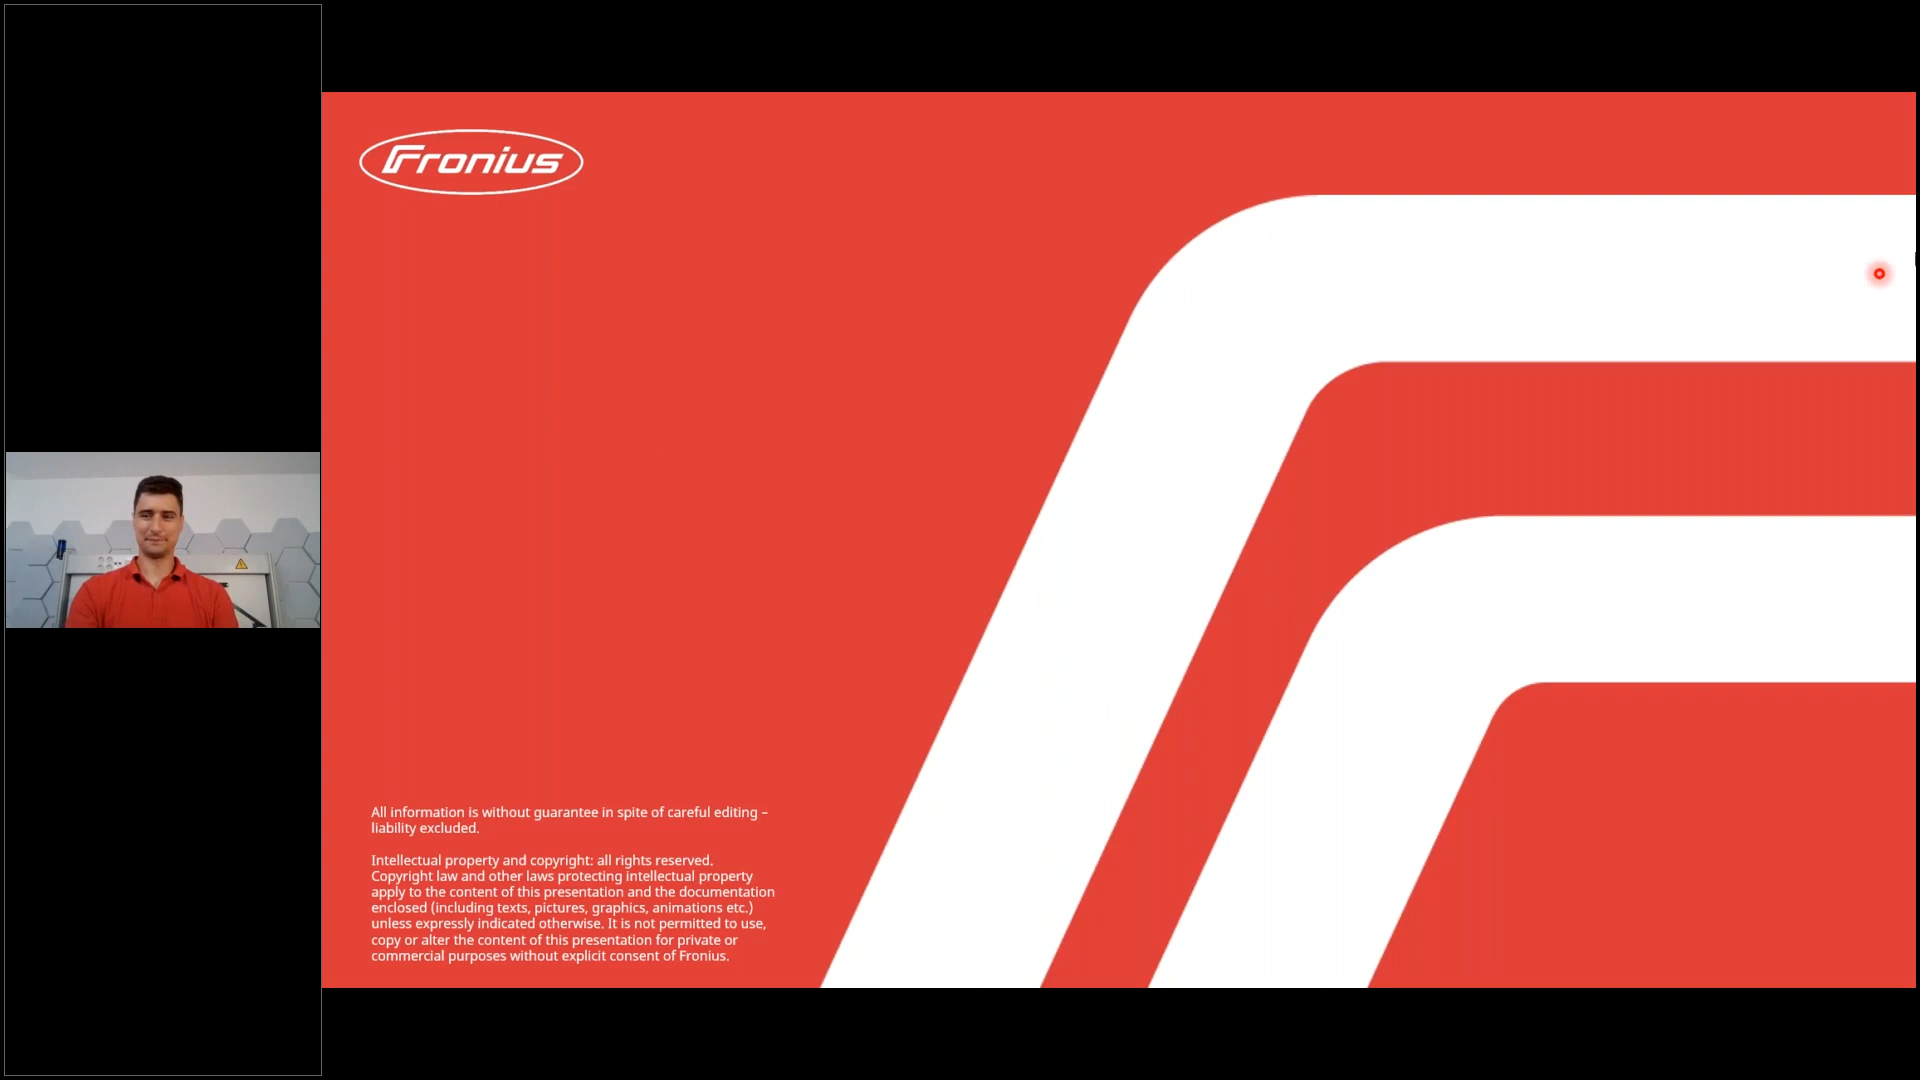 Fronius
All information is without guarantee in spite of careful editing –
liability excluded.
Intellectual property and copyright: all rights reserved.
Copyright law and other laws protecting intellectual property
apply to the content of this presentation and the documentation
enclosed (including texts, pictures, graphics, animations etc.)
unless expressly indicated otherwise. It is not permitted to use,
copy or alter the content of this presentation for private or
commercial purposes without explicit consent of Fronius.